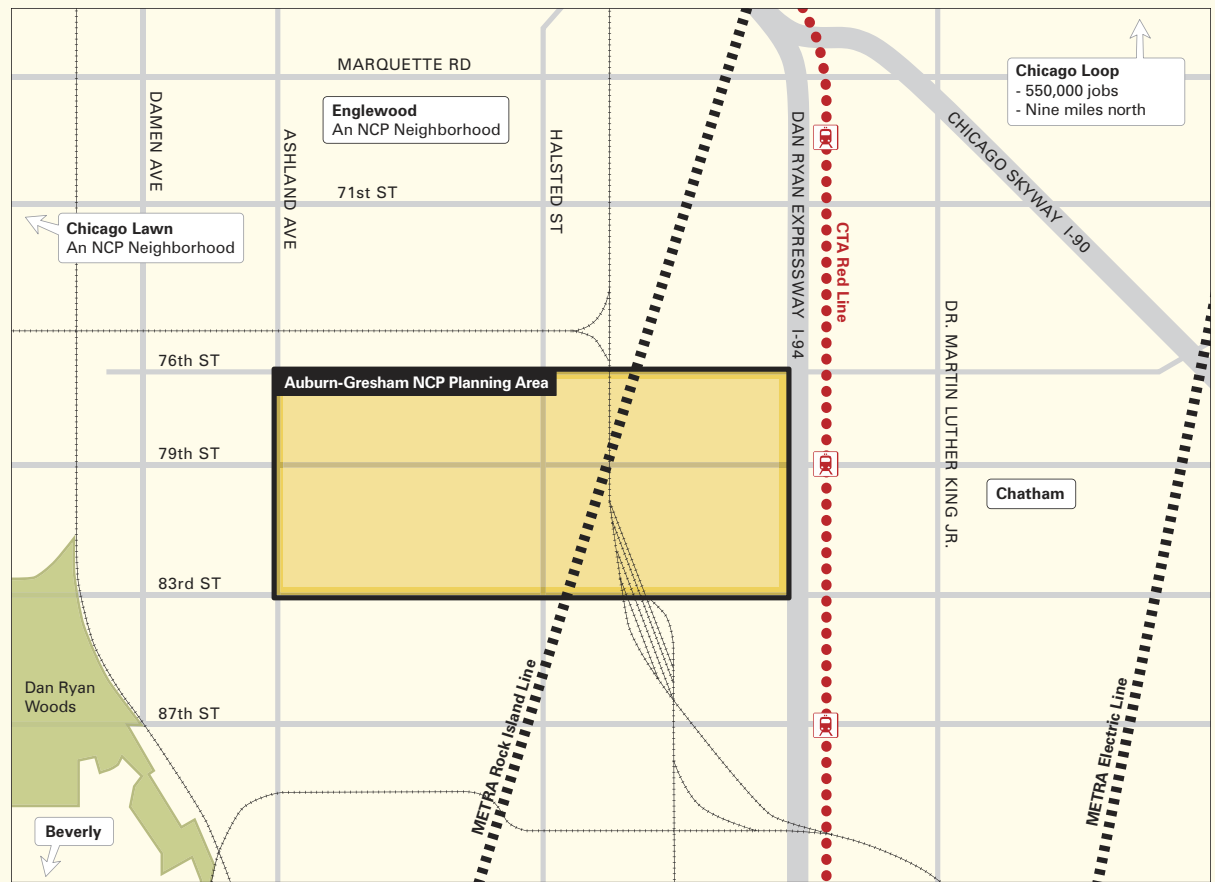 MARQUETTE RD
Chicago Loop
- 550,000 jobs
- Nine miles north
Englewood
An NCP Neighborhood
DAMEN AVE
ASHLAND AVE
HALSTED ST
DAN RYAN EXPRESSWAY I-94
CHICAGO SKYWAY I-90
71st ST
Chicago Lawn
An NCP Neighborhood
CTA Red Line
DR. MARTIN LUTHER KING JR.
76th ST
Auburn-Gresham NCP Planning Area
79th ST
Chatham
83rd ST
Dan Ryan
Woods
87th ST
METRA Rock Island Line
METRA Electric Line
Beverly